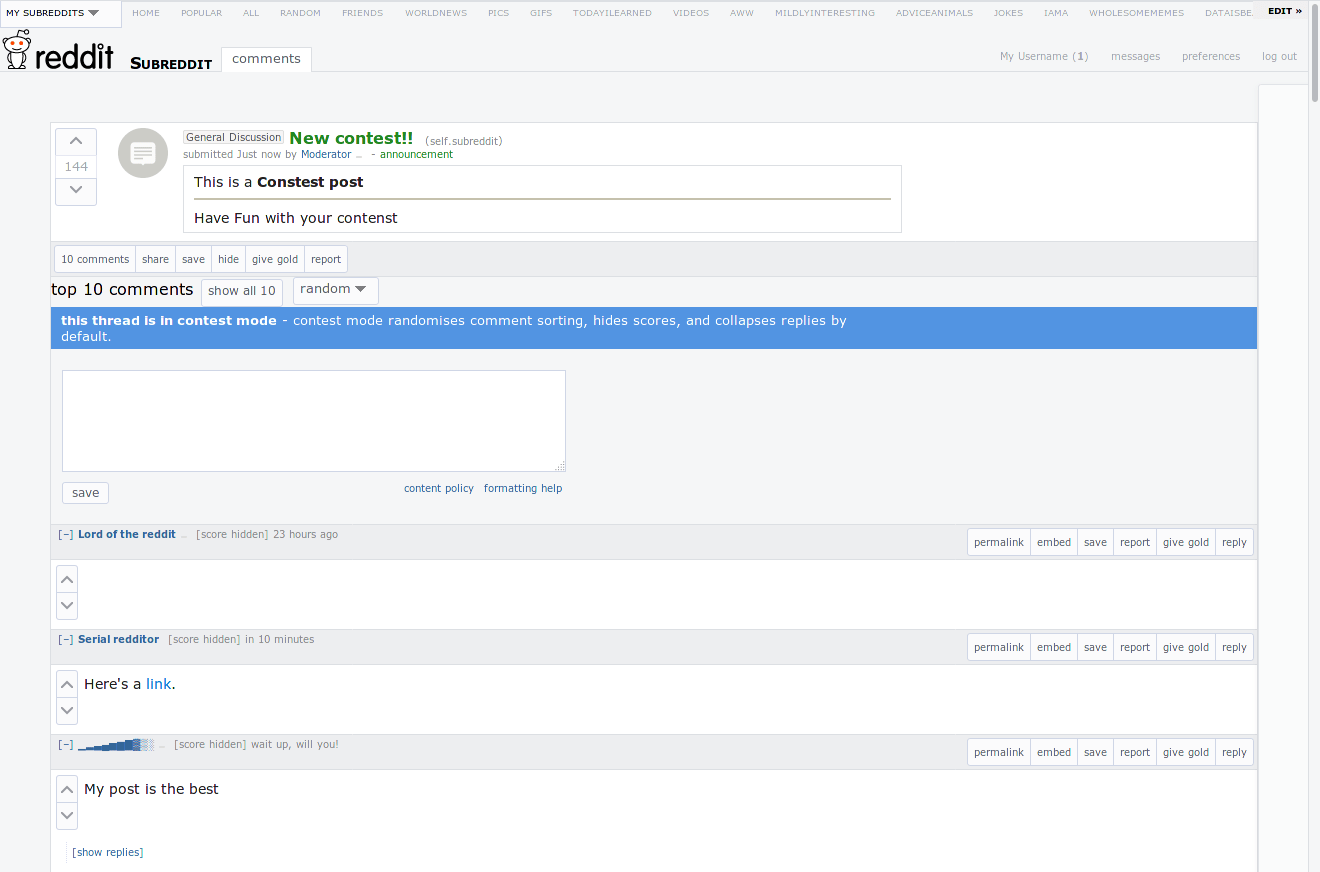 MY SUBREDDITS HOME POPULAR ALL RANDOM FRIENDS WORLDNEWS PICS GIFS TODAYILEARNED VIDEOS AWW MILDLYINTERESTING ADVICEANIMALS JOKES IAMA WHOLESOMEMEMES DATAISBE EDIT »
reddit SUBREDDIT comments
My Username (1) messages preferences log out
144
General Discussion New contest!! (self.subreddit)
submitted Just now by Moderator - announcement
This is a Constest post
Have Fun with your contenst
10 comments share save hide give gold report
top 10 comments show all 10 random
this thread is in contest mode - contest mode randomises comment sorting, hides scores, and collapses replies by
default.
save content policy formatting help
[–] Lord of the reddit [score hidden] 23 hours ago
permalink embed save report give gold reply
[–] Serial redditor [score hidden] in 10 minutes
permalink embed save report give gold reply
Here's a link.
[–] ▁▂▃▄▅▆▇█▓▒░ [score hidden] wait up, will you!
permalink embed save report give gold reply
My post is the best
[show replies]